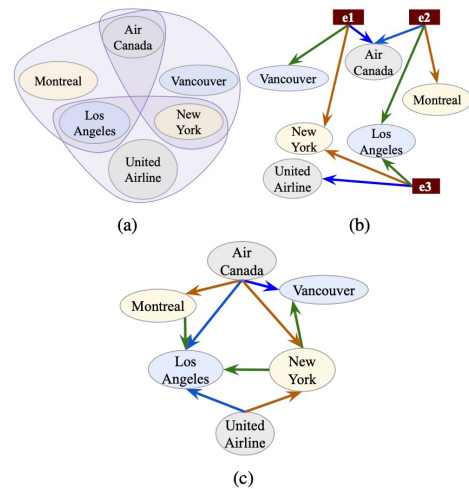 Air
Canada
Montreal
Vancouver
Los
Angeles
New
York
United
Airline
(a)
e1
e2
Air
Canada
Vancouver
Montreal
New
York
Los
Angeles
United
Airline
e3
(b)
Air
Canada
Vancouver
Montreal
Los
Angeles
New
York
United
Airline
(c)